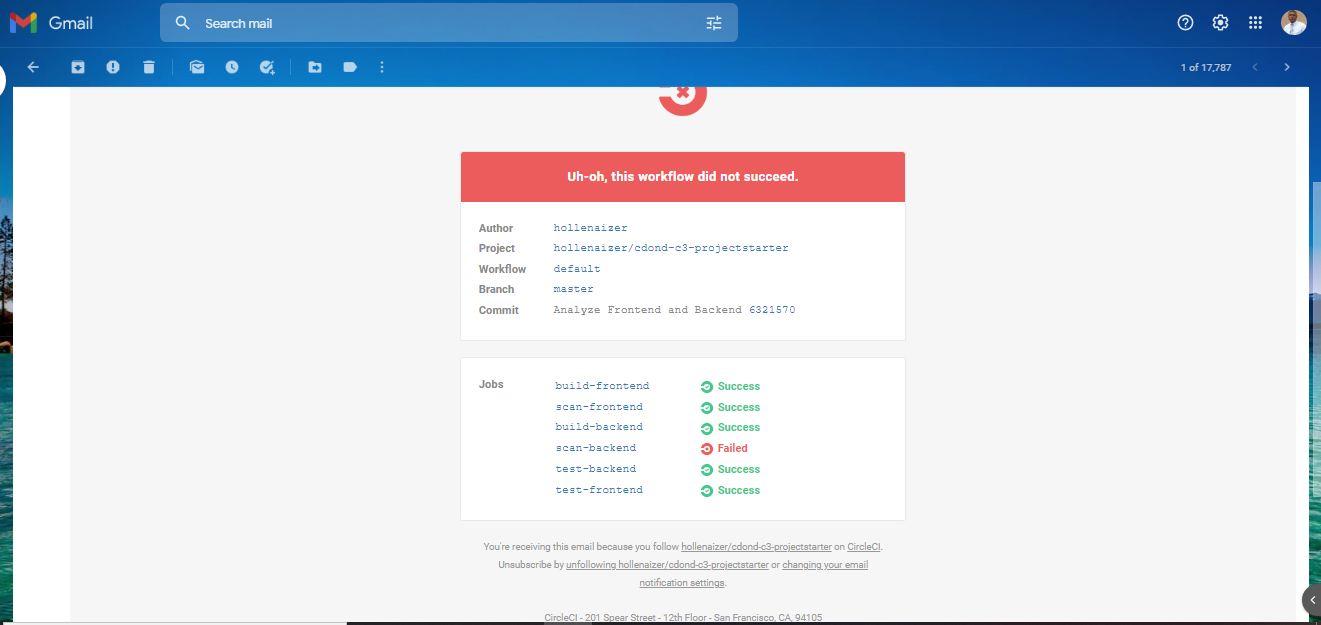 Gmail
Search mail
1 of 17,787
Uh-oh, this workflow did not succeed.
Author hollenaizer
Project hollenaizer/cdond-c3-projectstarter
Workflow default
Branch master
Commit Analyze Frontend and Backend 6321570
Jobs build-frontend Success
scan-frontend Success
build-backend Success
scan-backend Failed
test-backend Success
test-frontend Success
You're receiving this email because you follow hollenaizer/cdond-c3-projectstarter on CircleCI.
Unsubscribe by unfollowing hollenaizer/cdond-c3-projectstarter or changing your email
notification settings.
CircleCI - 201 Spear Street - 12th Floor - San Francisco, CA, 94105